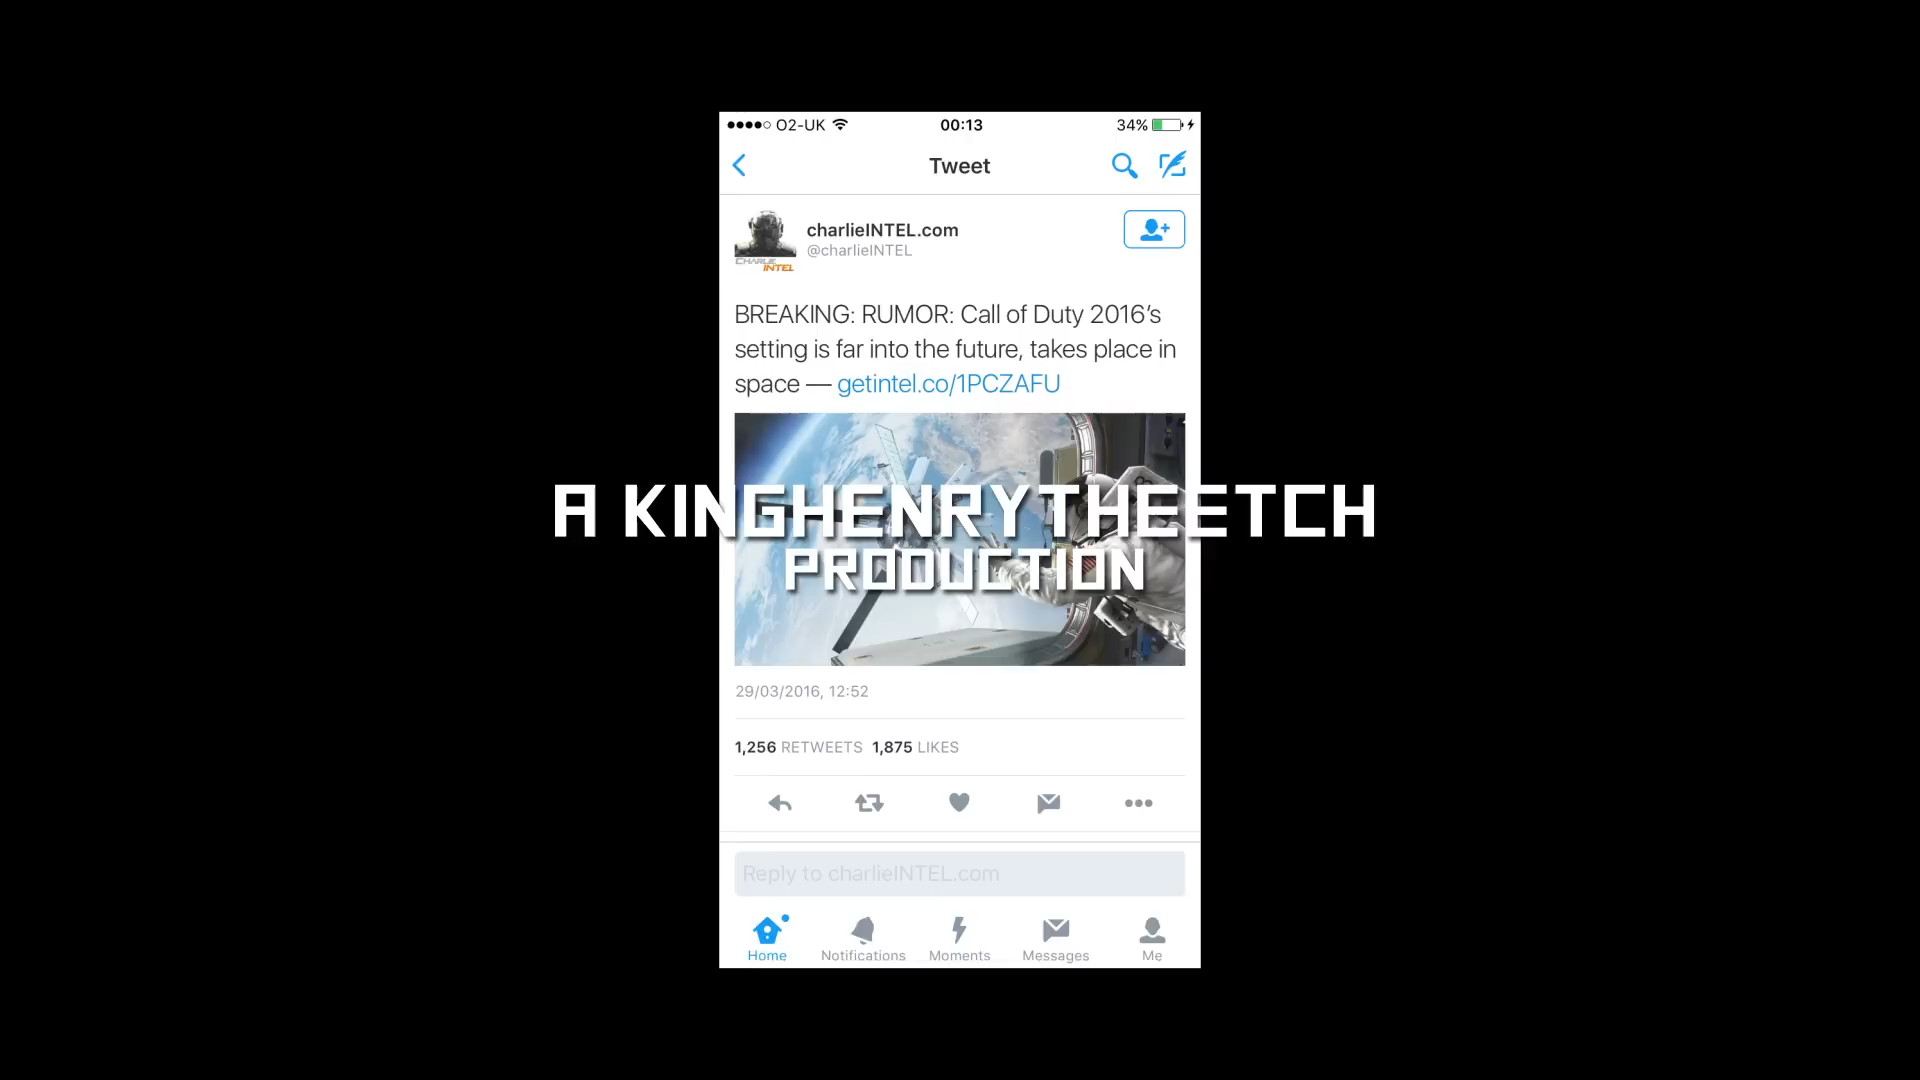 O2-UK 00:13 34%
Tweet
charlieINTEL.com
@charlieINTEL
CHARLIE
INTEL
BREAKING: RUMOR: Call of Duty 2016's
setting is far into the future, takes place in
space — getintel.co/1PCZAFU
A KINGHENRYTHEETCH
PRODUCTION
29/03/2016, 12:52
1,256 RETWEETS 1,875 LIKES
Reply to charlieINTEL.com
Home Notifications Moments Messages Me